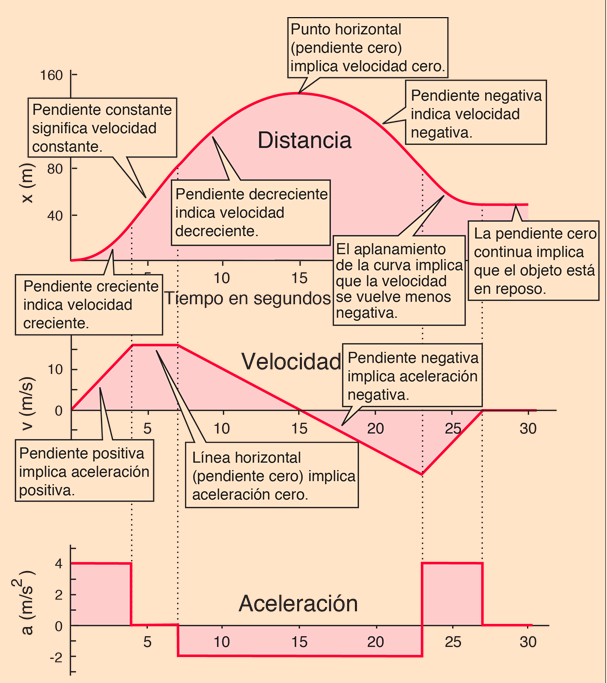 Punto horizontal
(pendiente cero)
implica velocidad cero.
160
Pendiente negativa
indica velocidad
negativa.
Pendiente constante
significa velocidad
constante.
Distancia
x (m)
80
Pendiente decreciente
indica velocidad
decreciente.
40
El aplanamiento
de la curva implica
que la velocidad
se vuelve menos
negativa.
La pendiente cero
continua implica
que el objeto está
en reposo.
5 10 15 25 30
Pendiente creciente
indica velocidad
creciente.
Tiempo en segundos
Velocidad
Pendiente negativa
implica aceleración
negativa.
v (m/s)
10
0
5 10 15 20 25 30
Pendiente positiva
implica aceleración
positiva.
Línea horizontal
(pendiente cero) implica
aceleración cero.
Aceleración
a (m/s²)
4
2
0
-2
5 10 15 20 25 30